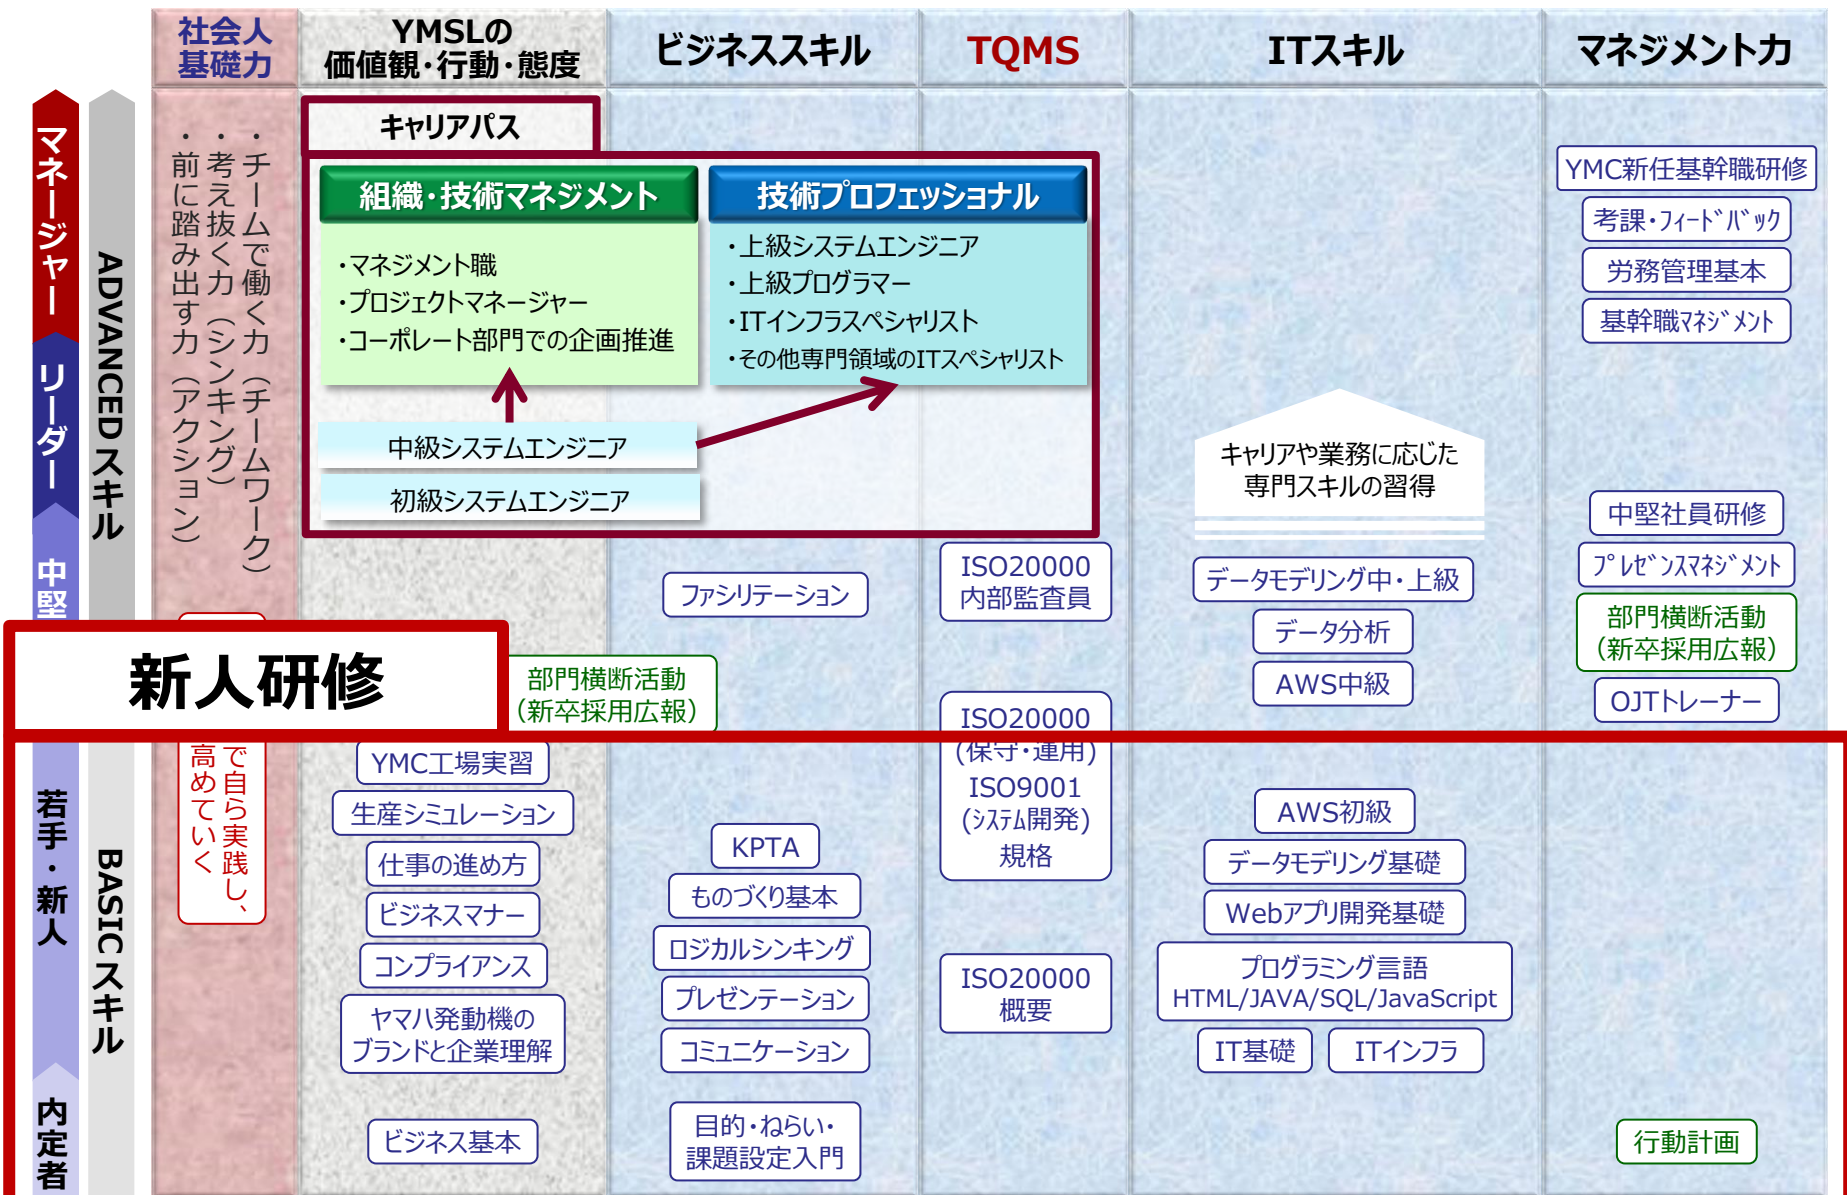 社会人
基礎力
YMSLの
価値観・行動・態度
ビジネススキル
TQMS
ITスキル
マネジメント力
マネージャー
リーダー
中堅
若手・新人
内定者
ADVANCED スキル
BASIC スキル
・チームで働く力（チームワーク）
・考え抜く力（シンキング）
・前に踏み出す力（アクション）
で自ら実践し、
高めていく
キャリアパス
組織・技術マネジメント
・マネジメント職
・プロジェクトマネージャー
・コーポレート部門での企画推進
技術プロフェッショナル
・上級システムエンジニア
・上級プログラマー
・ITインフラスペシャリスト
・その他専門領域のITスペシャリスト
中級システムエンジニア
初級システムエンジニア
新人研修
部門横断活動
（新卒採用広報）
YMC工場実習
生産シミュレーション
仕事の進め方
ビジネスマナー
コンプライアンス
ヤマハ発動機の
ブランドと企業理解
ビジネス基本
ファシリテーション
KPTA
ものづくり基本
ロジカルシンキング
プレゼンテーション
コミュニケーション
目的・ねらい・
課題設定入門
ISO20000
内部監査員
ISO20000
(保守・運用)
ISO9001
(ｼｽﾃﾑ開発)
規格
ISO20000
概要
キャリアや業務に応じた
専門スキルの習得
データモデリング中・上級
データ分析
AWS中級
AWS初級
データモデリング基礎
Webアプリ開発基礎
プログラミング言語
HTML/JAVA/SQL/JavaScript
IT基礎
ITインフラ
YMC新任基幹職研修
考課・ﾌｨｰﾄﾞﾊﾞｯｸ
労務管理基本
基幹職ﾏﾈｼﾞﾒﾝﾄ
中堅社員研修
ﾌﾟﾚｾﾞﾝｽﾏﾈｼﾞﾒﾝﾄ
部門横断活動
（新卒採用広報）
OJTトレーナー
行動計画